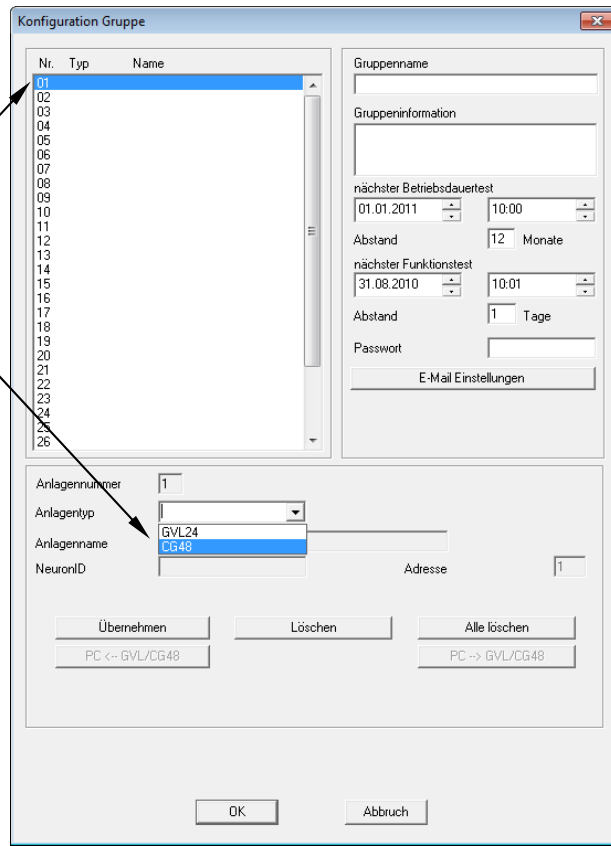 Konfiguration Gruppe
Nr. Typ Name
01
02
03
04
05
06
07
08
09
10
11
12
13
14
15
16
17
18
19
20
21
22
23
24
25
26
Gruppenname
Gruppeninformation
nächster Betriebsdauertest
01.01.2011 10:00
Abstand 12 Monate
nächster Funktionstest
31.08.2010 10:01
Abstand 1 Tage
Passwort
E-Mail Einstellungen
Anlagennummer 1
Anlagentyp
GVL24
CG48
Anlagenname
NeuronID Adresse 1
Übernehmen Löschen Alle löschen
PC <-- GVL/CG48 PC --> GVL/CG48
OK Abbruch